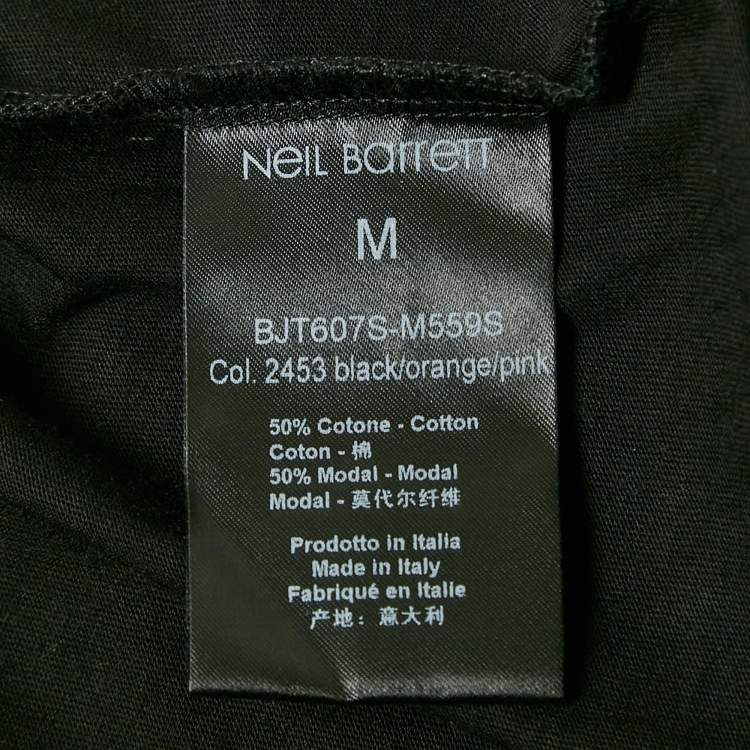 Neil Barrett
M
BJT607S-M559S
Col. 2453 black/orange/pink
50% Cotone - Cotton
Coton - 棉
50% Modal - Modal
Modal - 莫代尔纤维
Prodotto in Italia
Made in Italy
Fabriqué en Italie
产地：意大利